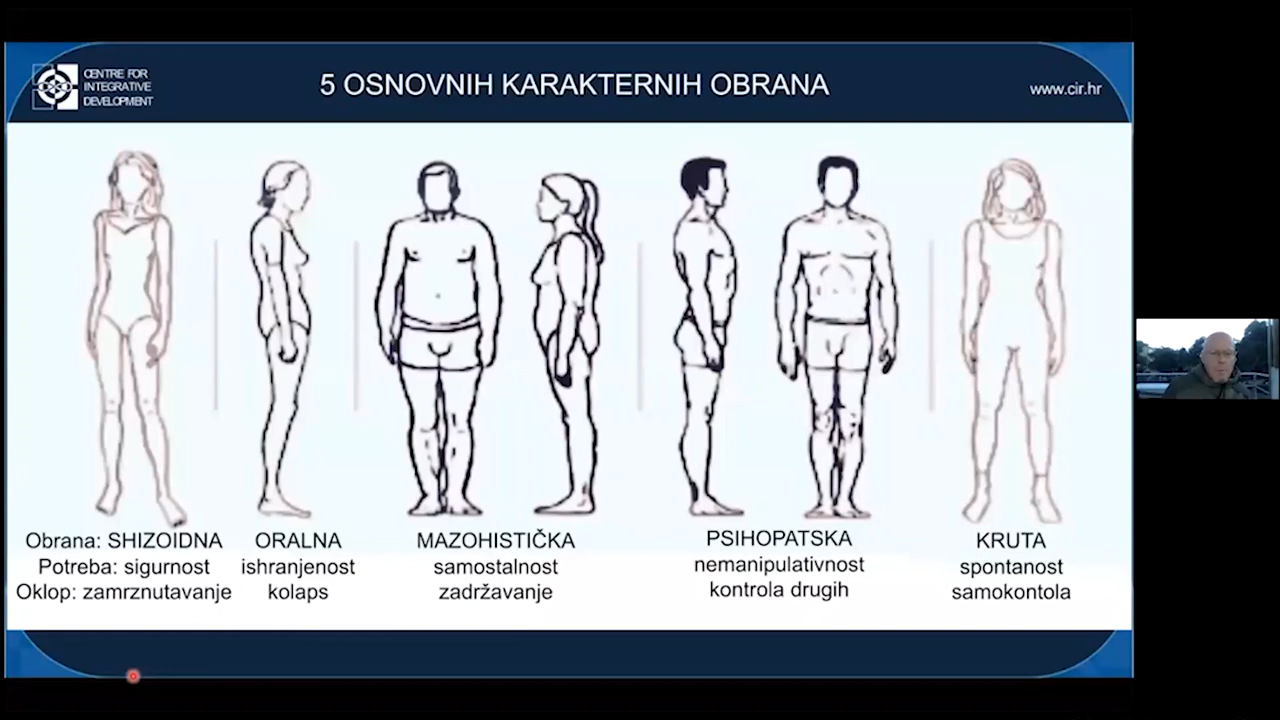 CENTRE FOR
INTEGRATIVE
DEVELOPMENT
5 OSNOVNIH KARAKTERNIH OBRANA
www.cir.hr
Obrana: SHIZOIDNA
Potreba: sigurnost
Oklop: zamrznutavanje
ORALNA
ishranjenost
kolaps
MAZOHISTIČKA
samostalnost
zadržavanje
PSIHOPATSKA
nemanipulativnost
kontrola drugih
KRUTA
spontanost
samokontola